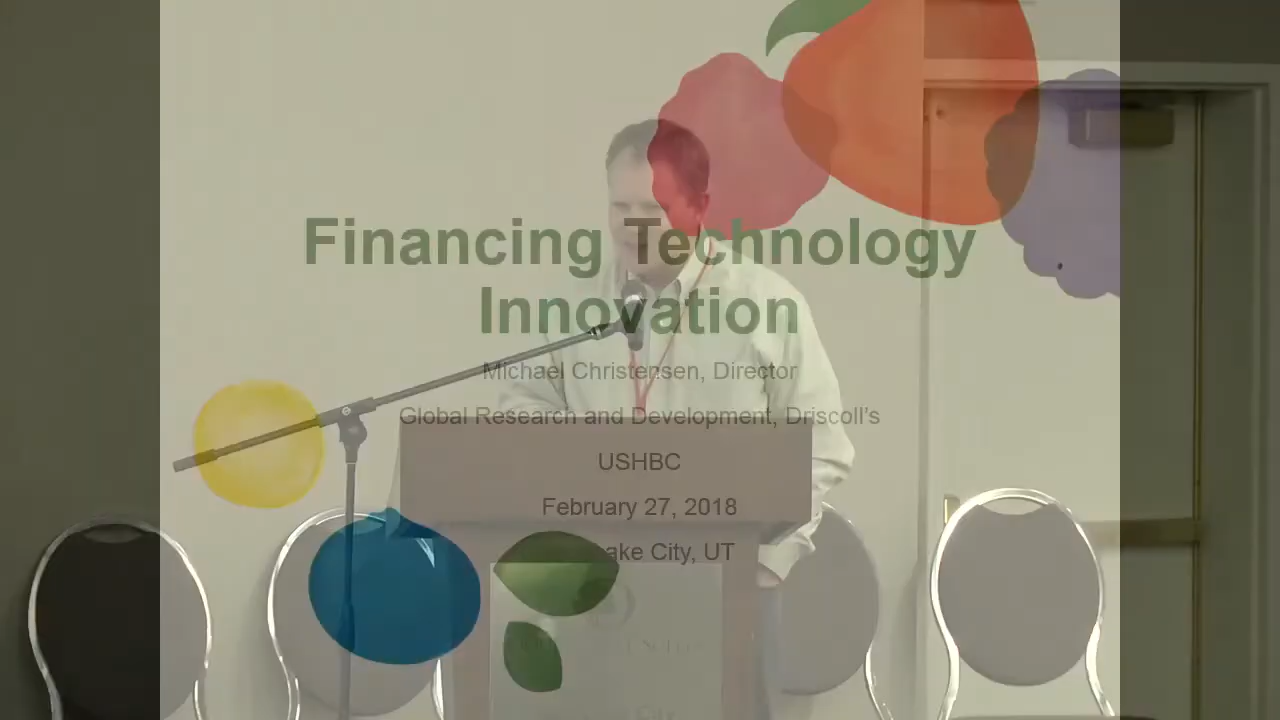 Financing Technology
Innovation
Michael Christensen, Director
Global Research and Development, Driscoll's
USHBC
February 27, 2018
ake City, UT